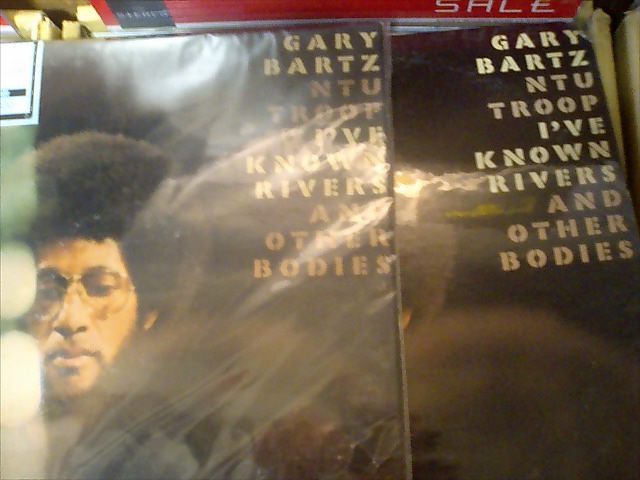 SALE
STEREO
GARY
BARTZ
NTU
TROOP
I'VE
KNOWN
RIVERS
AND
OTHER
BODIES
GARY
BARTZ
NTU
TROOP
I'VE
KNOWN
RIVERS
AND
OTHER
BODIES